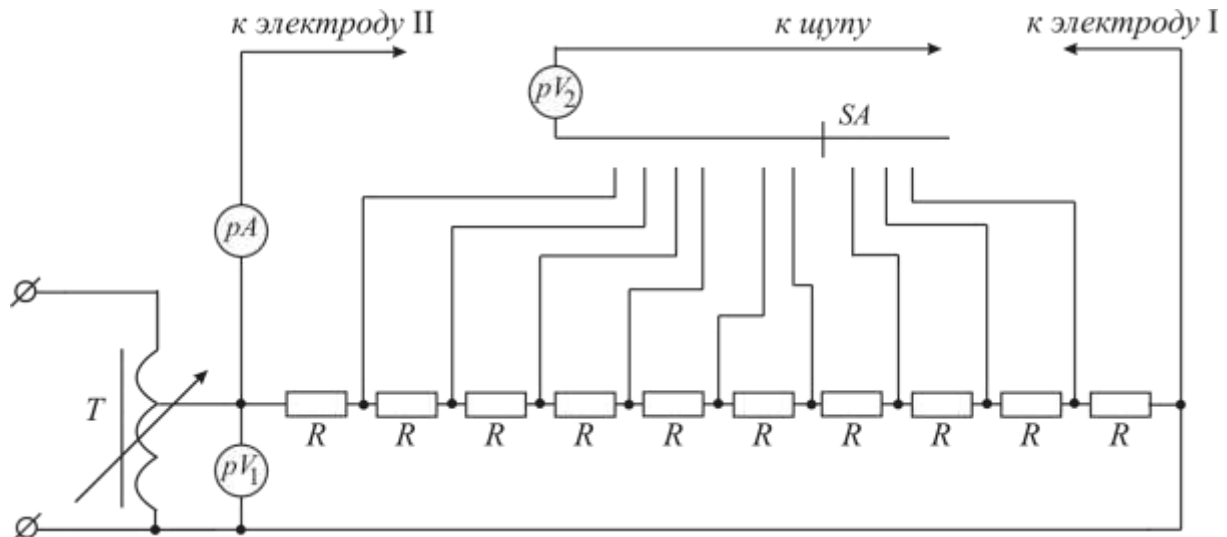 к электроду II
к щупу
к электроду I
pV2
SA
pA
T
pV1
R R R R R R R R R R